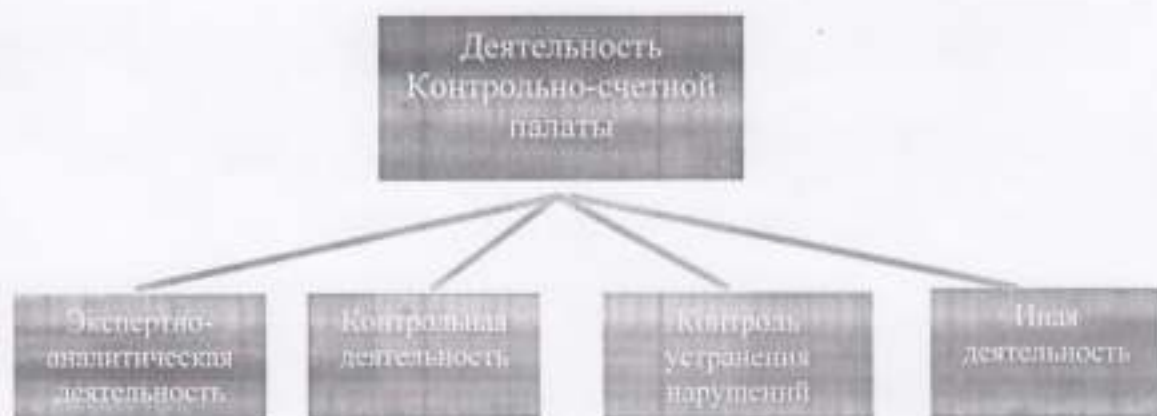 Деятельность
Контрольно-счетной
палаты
Экспертно-
аналитическая
деятельность
Контрольная
деятельность
Контроль
устранения
нарушений
Иная
деятельность